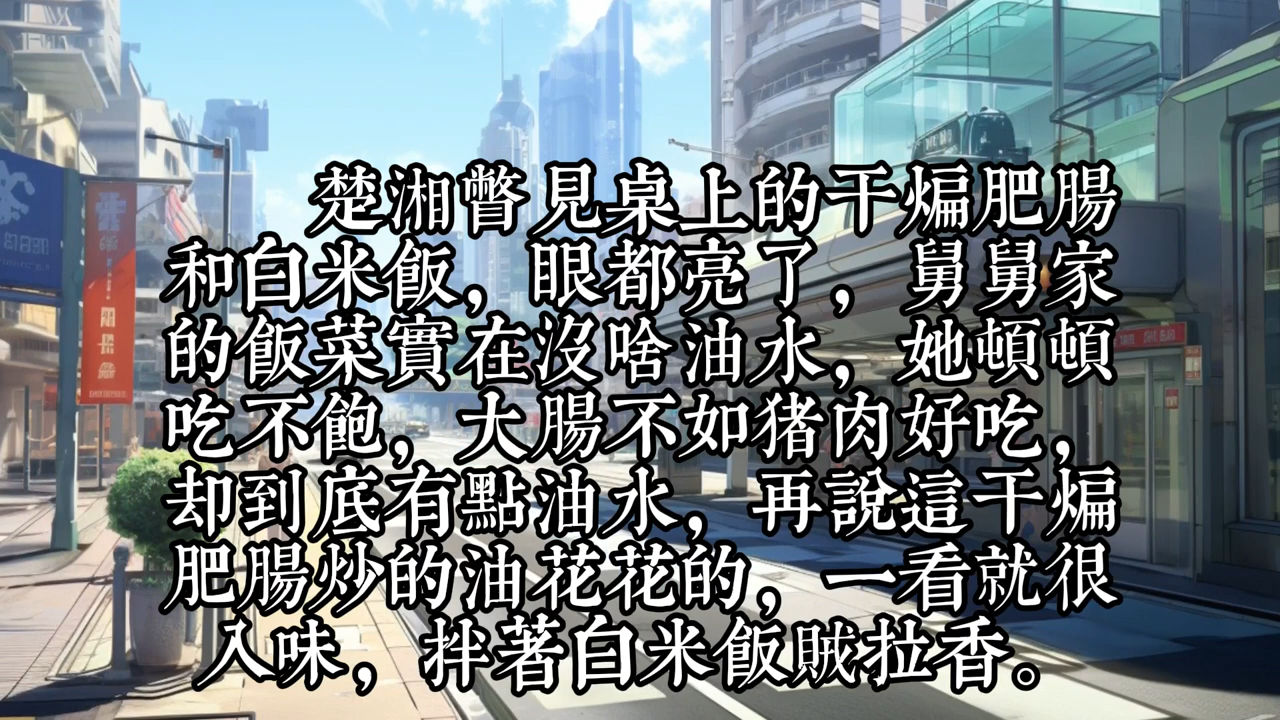 楚湘瞥見桌上的干煸肥腸
和白米飯，眼都亮了，舅舅家
的飯菜實在沒啥油水，她頓頓
吃不飽，大腸不如猪肉好吃，
却到底有點油水，再說這干煸
肥腸炒的油花花的，一看就很
入味，拌著白米飯賊拉香。